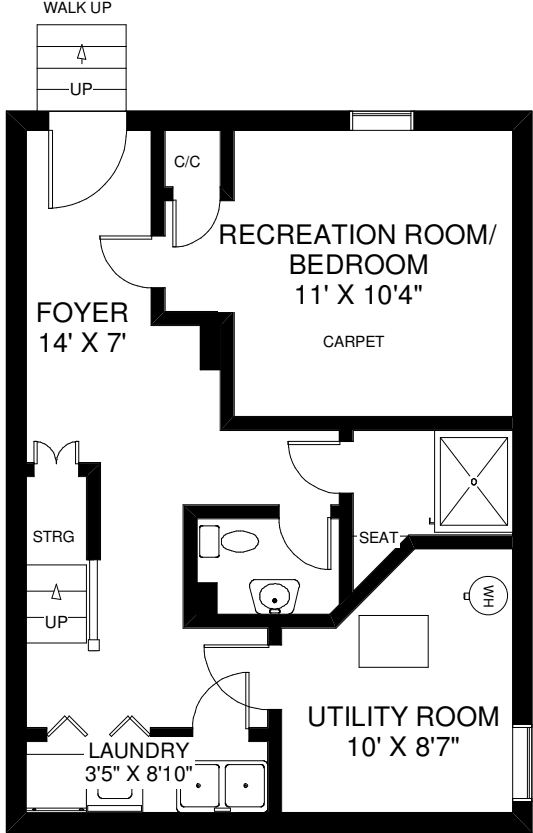 WALK UP
UP
C/C
RECREATION ROOM/
BEDROOM
11' X 10'4"
CARPET
FOYER
14' X 7'
STRG
UP
SEAT
WH
UTILITY ROOM
10' X 8'7"
LAUNDRY
3'5" X 8'10"